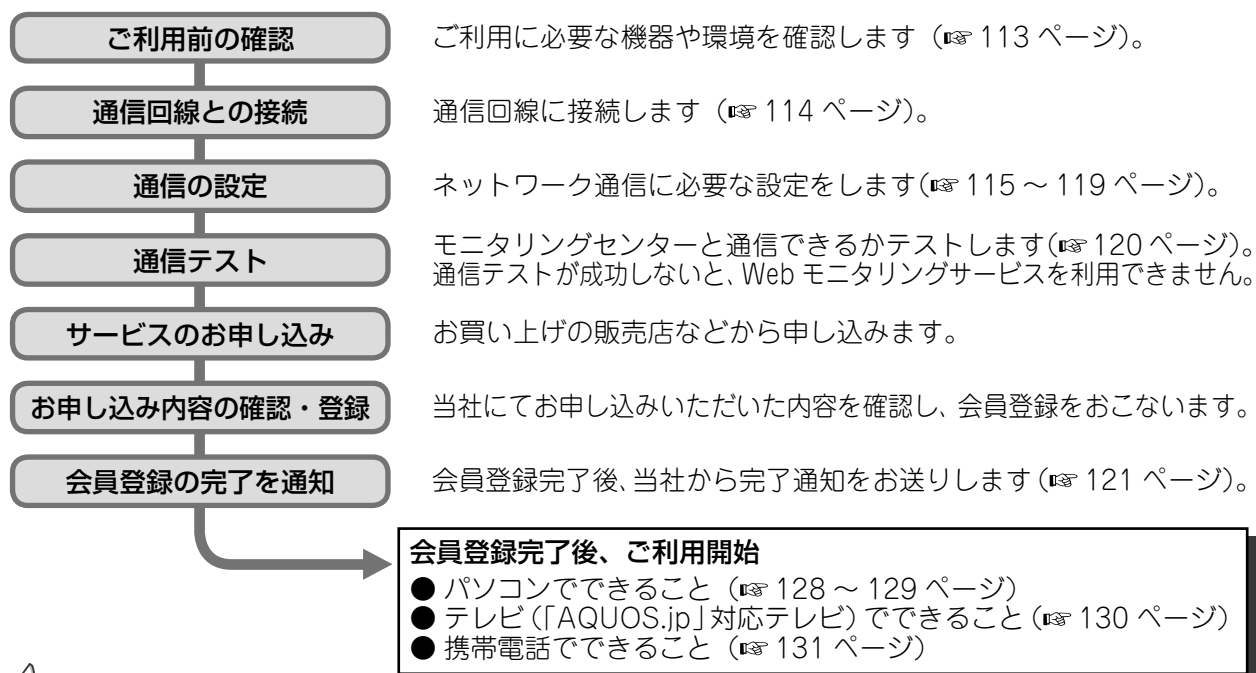 ご利用前の確認
ご利用に必要な機器や環境を確認します（☞ 113 ページ）。
通信回線との接続
通信回線に接続します（☞ 114 ページ）。
通信の設定
ネットワーク通信に必要な設定をします（☞ 115 ～ 119 ページ）。
通信テスト
モニタリングセンターと通信できるかテストします（☞ 120 ページ）。
通信テストが成功しないと、Web モニタリングサービスを利用できません。
サービスのお申し込み
お買い上げの販売店などから申し込みます。
お申し込み内容の確認・登録
当社にてお申し込みいただいた内容を確認し、会員登録をおこないます。
会員登録の完了を通知
会員登録完了後、当社から完了通知をお送りします（☞ 121 ページ）。
会員登録完了後、ご利用開始
● パソコンでできること（☞ 128 ～ 129 ページ）
● テレビ（「AQUOS.jp」対応テレビ）でできること（☞ 130 ページ）
● 携帯電話でできること（☞ 131 ページ）